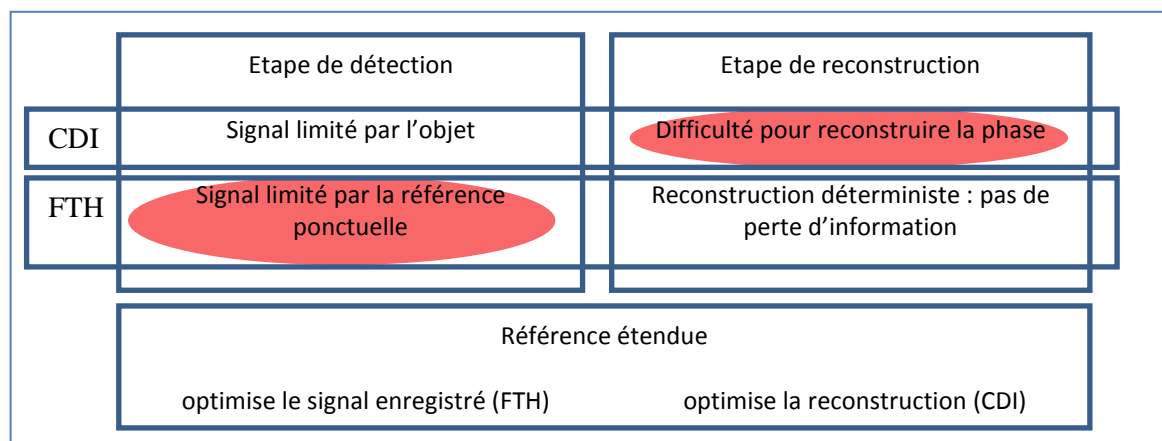 Etape de détection
Etape de reconstruction
CDI
Signal limité par l’objet
Difficulté pour reconstruire la phase
FTH
Signal limité par la référence
ponctuelle
Reconstruction déterministe : pas de
perte d’information
Référence étendue
optimise le signal enregistré (FTH)
optimise la reconstruction (CDI)